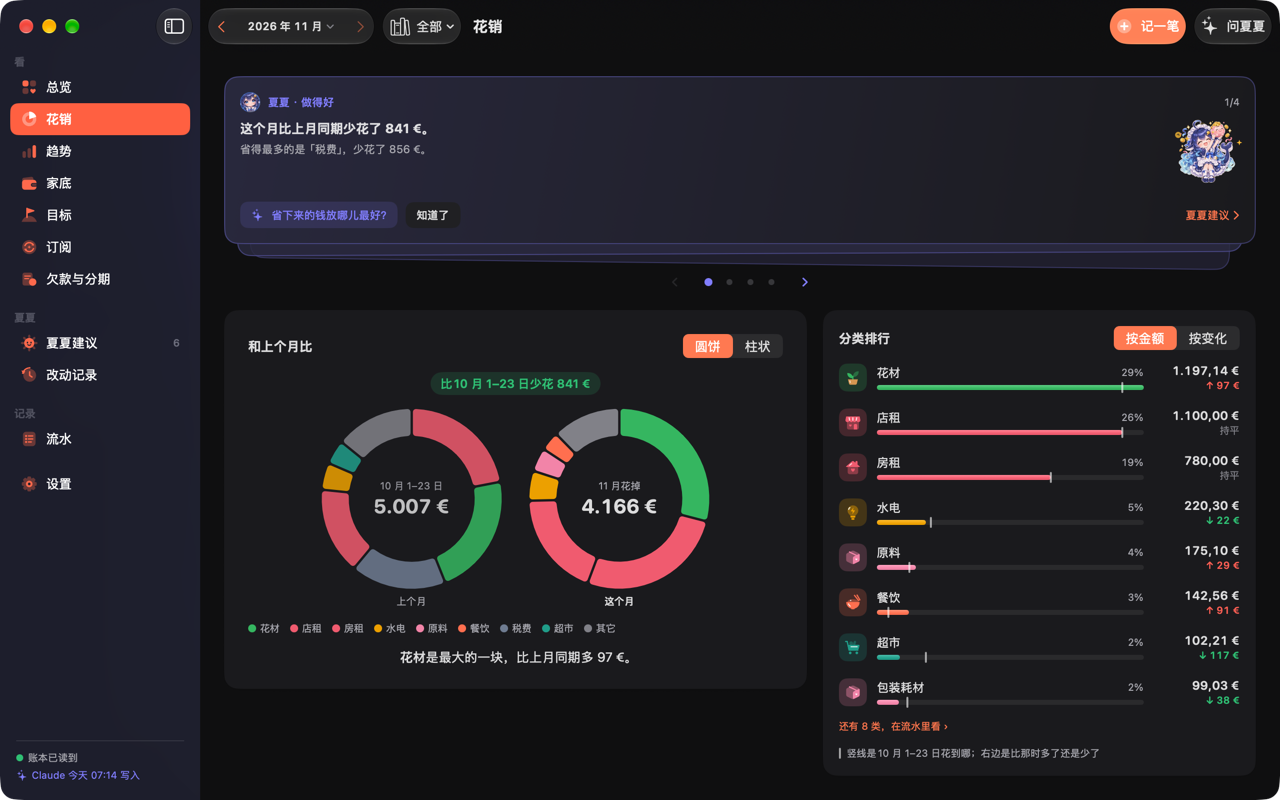 2026 年 11 月
全部
花销
记一笔
问夏夏
看
总览
花销
趋势
家底
目标
订阅
欠款与分期
夏夏
夏夏建议 6
改动记录
记录
流水
设置
账本已读到
Claude 今天 07:14 写入
夏夏 · 做得好
1/4
这个月比上月同期少花了 841 €。
省得最多的是「税费」，少花了 856 €。
省下来的钱放哪儿最好?
知道了
夏夏建议
和上个月比
圆饼 柱状
比10 月 1–23 日少花 841 €
10 月 1–23 日
5.007 €
上个月
11 月花掉
4.166 €
这个月
花材 店租 房租 水电 原料 餐饮 税费 超市 其它
花材是最大的一块，比上月同期多 97 €。
分类排行
按金额 按变化
花材 29% 1.197,14 €
↑ 97 €
店租 26% 1.100,00 €
持平
房租 19% 780,00 €
持平
水电 5% 220,30 €
↓ 22 €
原料 4% 175,10 €
↑ 29 €
餐饮 3% 142,56 €
↑ 91 €
超市 2% 102,21 €
↓ 117 €
包装耗材 2% 99,03 €
↓ 38 €
还有 8 类，在流水里看 ›
竖线是10 月 1–23 日花到哪；右边是比那时多了还是少了